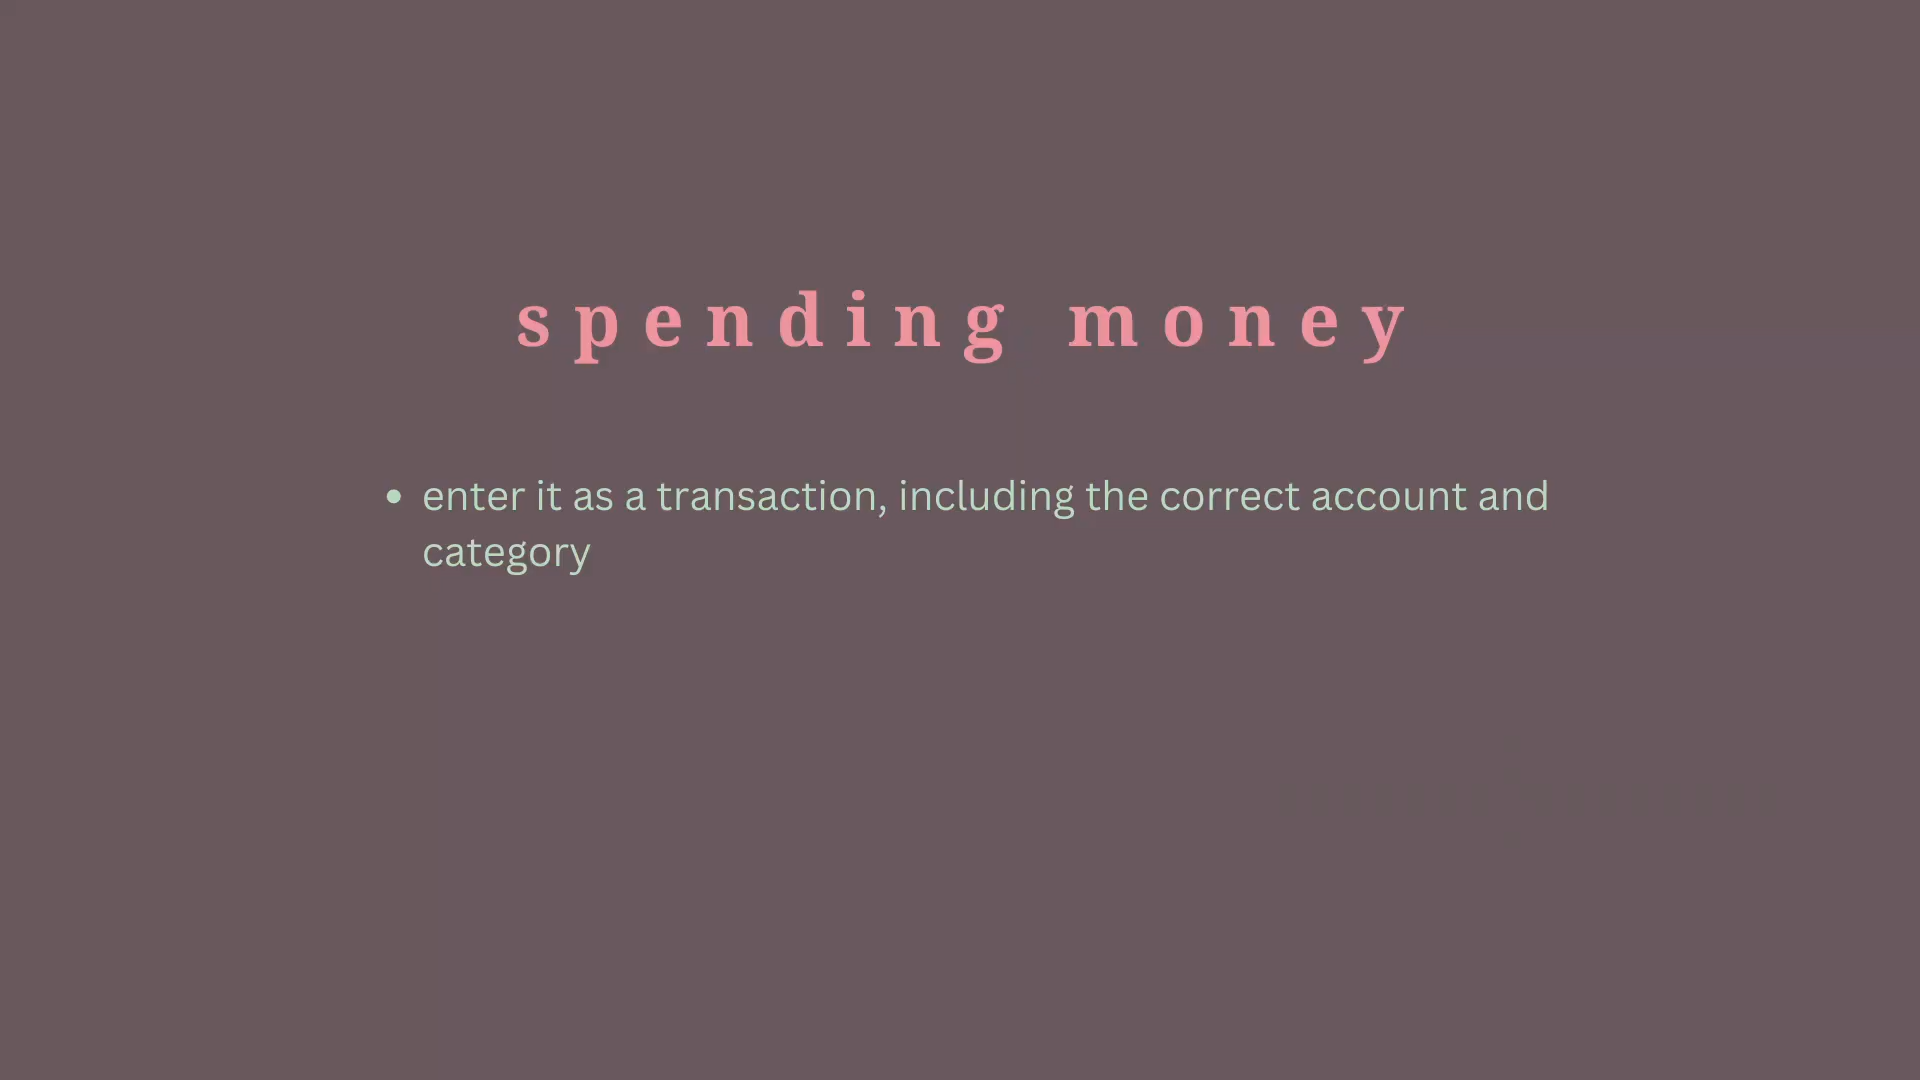 spending money
• enter it as a transaction, including the correct account and
category